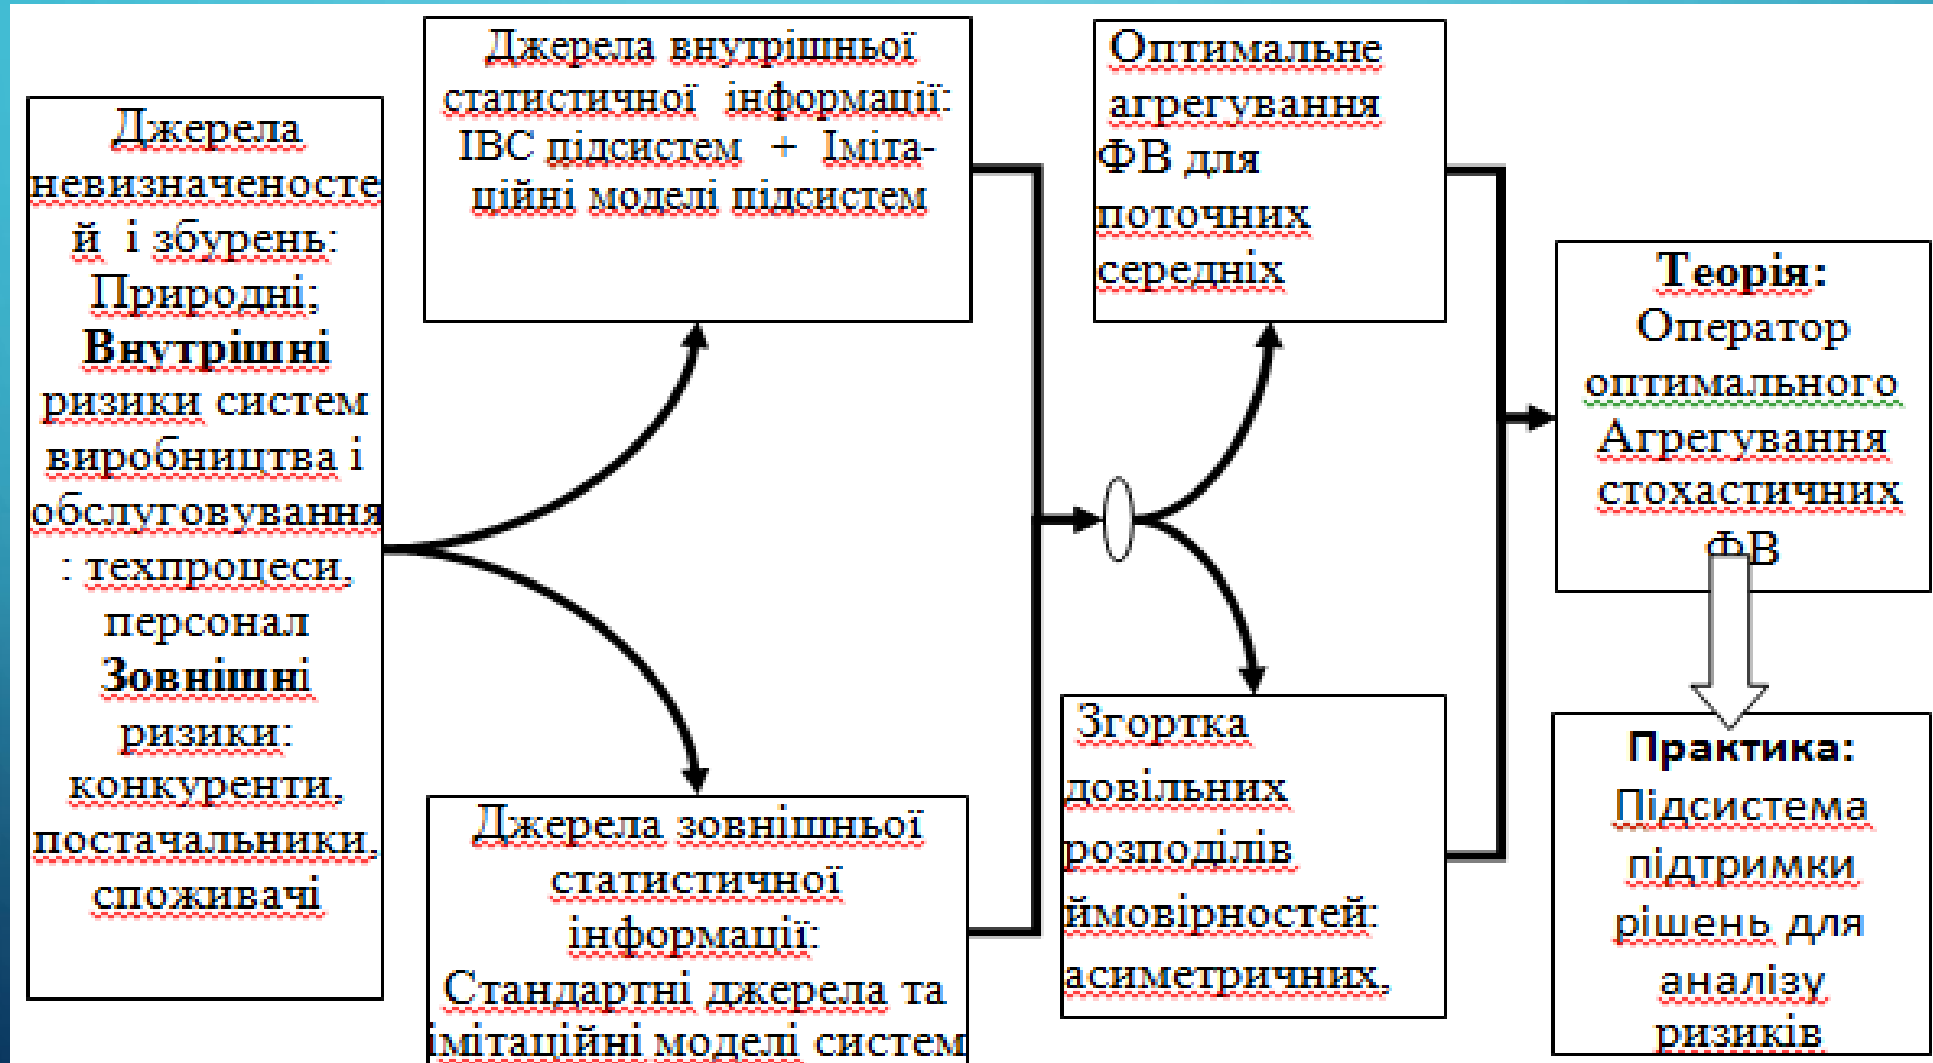 Джерела
невизначеносте
й і збурень:
Природні;
Внутрішні
ризики систем
виробництва і
обслуговування
: техпроцеси,
персонал
Зовнішні
ризики:
конкуренти,
постачальники,
споживачі
Джерела внутрішньої
статистичної інформації:
ІВС підсистем + Іміта-
ційні моделі підсистем
Джерела зовнішньої
статистичної
інформації:
Стандартні джерела та
імітаційні моделі систем
Оптимальне
агрегування
ФВ для
поточних
середніх
Згортка
довільних
розподілів
ймовірностей:
асиметричних,
Теорія:
Оператор
оптимального
Агрегування
стохастичних
ФВ
Практика:
Підсистема
підтримки
рішень для
аналізу
ризиків